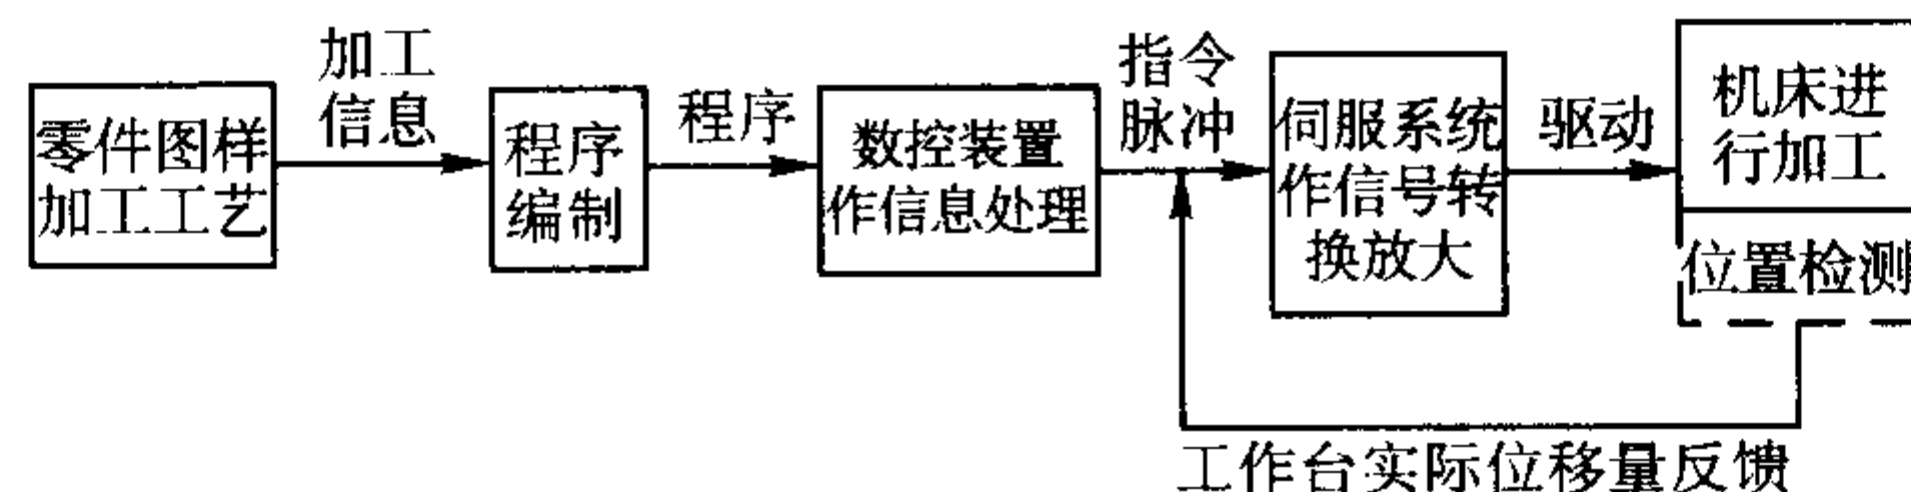 零件图样
加工工艺
加工
信息
程序
编制
程序
数控装置
作信息处理
指令
脉冲
伺服系统
作信号转
换放大
驱动
机床进
行加工
位置检测
工作台实际位移量反馈